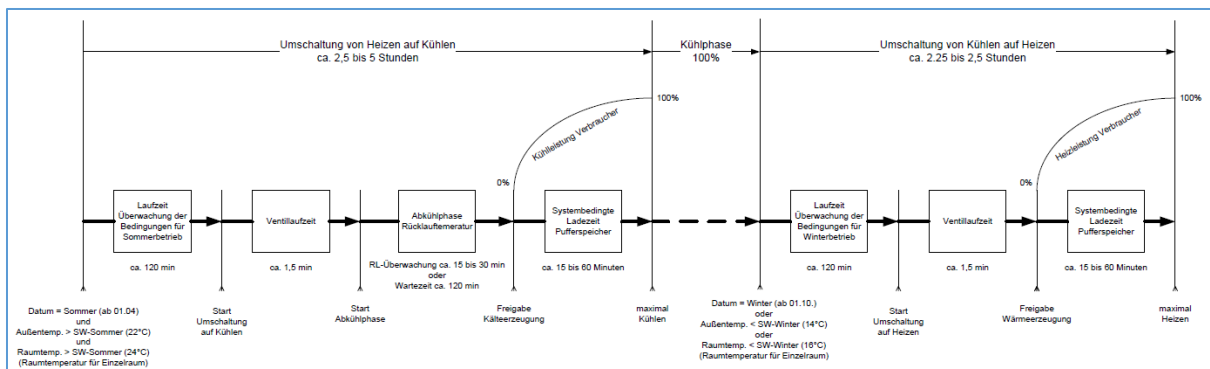 Umschaltung von Heizen auf Kühlen
ca. 2,5 bis 5 Stunden
Kühlphase
100%
Umschaltung von Kühlen auf Heizen
ca. 2.25 bis 2,5 Stunden
100%
Kühlleistung Verbraucher
0%
100%
Heizleistung Verbraucher
0%
Laufzeit
Überwachung der
Bedingungen für
Sommerbetrieb
Ventillaufzeit
Abkühlphase
Rücklauftemeratur
Systembedingte
Ladezeit
Pufferspeicher
Laufzeit
Überwachung der
Bedingungen für
Winterbetrieb
Ventillaufzeit
Systembedingte
Ladezeit
Pufferspeicher
ca. 120 min
ca. 1,5 min
RL-Überwachung ca. 15 bis 30 min
oder
Wartezeit ca. 120 min
ca. 15 bis 60 Minuten
ca. 120 min
ca. 1,5 min
ca. 15 bis 60 Minuten
Datum = Sommer (ab 01.04)
und
Außentemp. > SW-Sommer (22°C)
und
Raumtemp. > SW-Sommer (24°C)
(Raumtemperatur für Einzelraum)
Start
Umschaltung
auf Kühlen
Start
Abkühlphase
Freigabe
Kälteerzeugung
maximal
Kühlen
Datum = Winter (ab 01.10.)
oder
Außentemp. < SW-Winter (14°C)
oder
Raumtemp. < SW-Winter (16°C)
(Raumtemperatur für Einzelraum)
Start
Umschaltung
auf Heizen
Freigabe
Wärmeerzeugung
maximal
Heizen